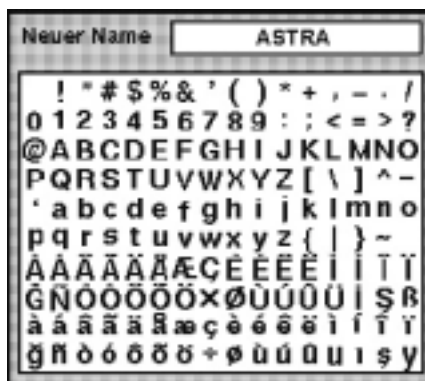 Neuer Name ASTRA
! " # $ % & ' ( ) * + , – . /
0 1 2 3 4 5 6 7 8 9 : ; < = > ?
@ A B C D E F G H I J K L M N O
P Q R S T U V W X Y Z [ \ ] ^ –
‘ a b c d e f g h i j k l m n o
p q r s t u v w x y z { | } ~
À Á Â Ã Ä Å Æ Ç È É Ê Ë Ì Í Î Ï
Ğ Ñ Ò Ó Ô Õ Ö × Ø Ù Ú Û Ü İ Ş ß
à á â ã ä å æ ç è é ê ë ì í î ï
ğ ñ ò ó ô õ ö ÷ ø ù ú û u ı ş y